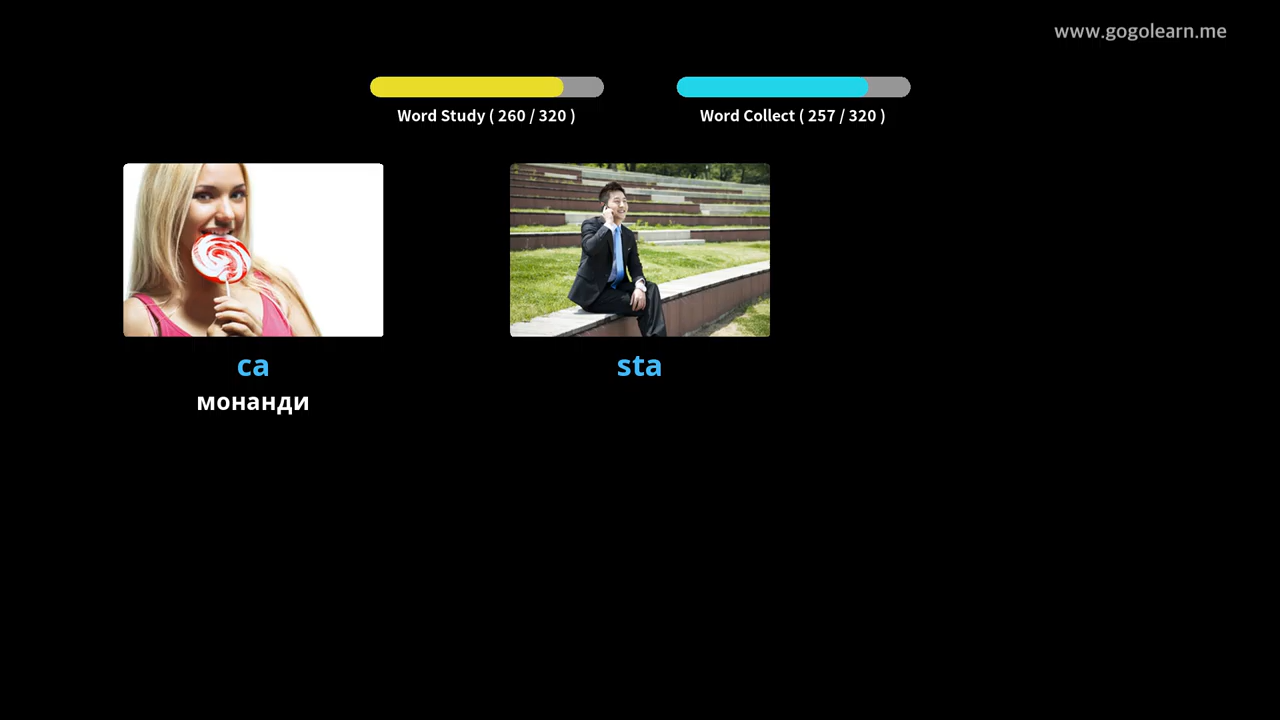 www.gogolearn.me
Word Study ( 260 / 320 )
Word Collect ( 257 / 320 )
ca
sta
монанди